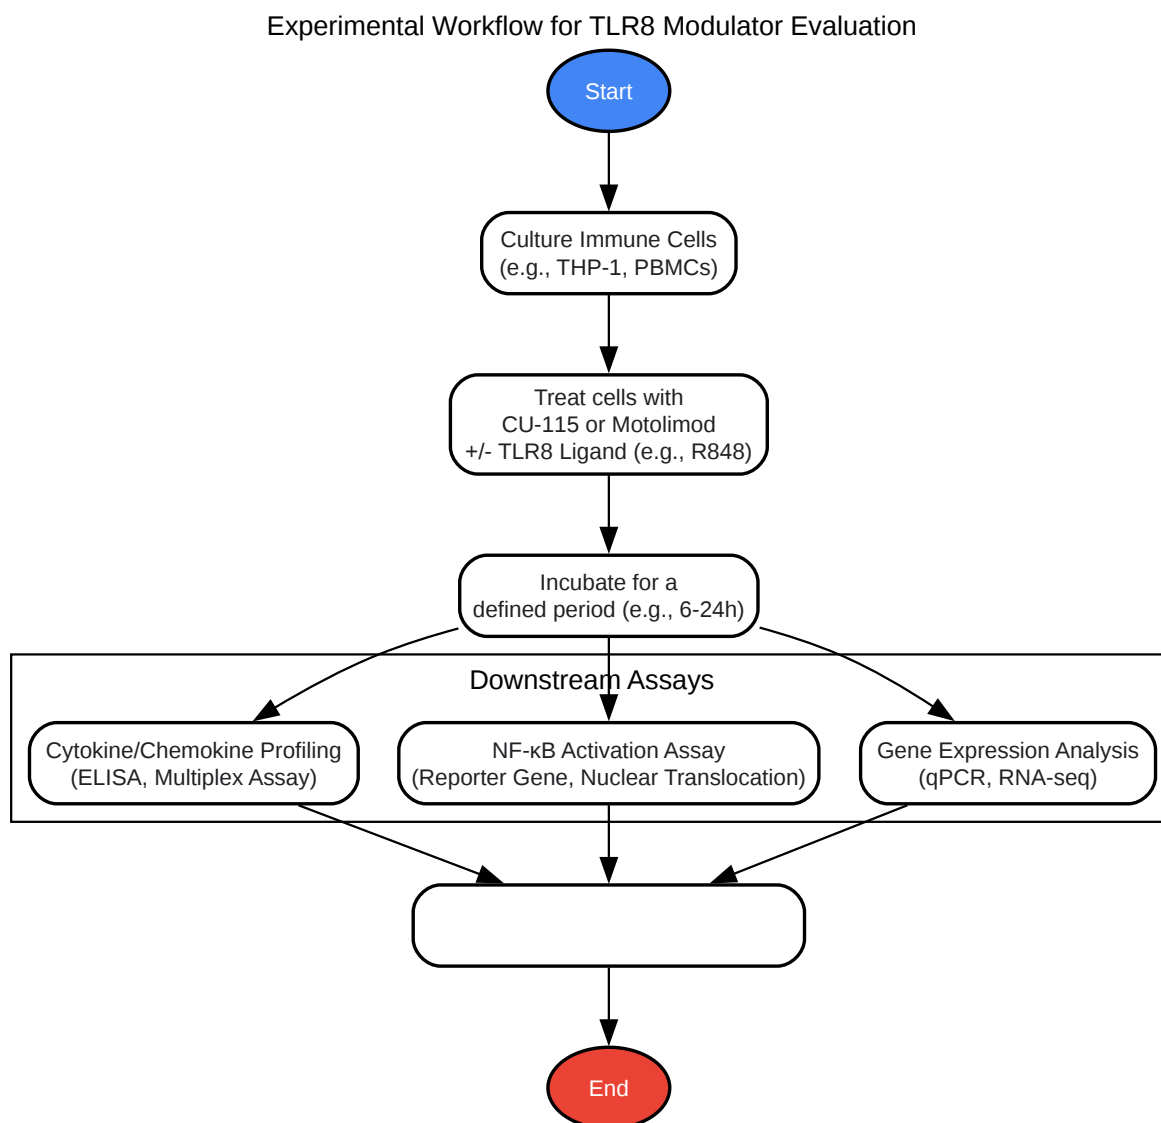 Experimental Workflow for TLR8 Modulator Evaluation
Start
Culture Immune Cells
(e.g., THP-1, PBMCs)
Treat cells with
CU-115 or Motolimod
+/- TLR8 Ligand (e.g., R848)
Incubate for a
defined period (e.g., 6-24h)
Downstream Assays
Cytokine/Chemokine Profiling
(ELISA, Multiplex Assay)
NF-κB Activation Assay
(Reporter Gene, Nuclear Translocation)
Gene Expression Analysis
(qPCR, RNA-seq)
End